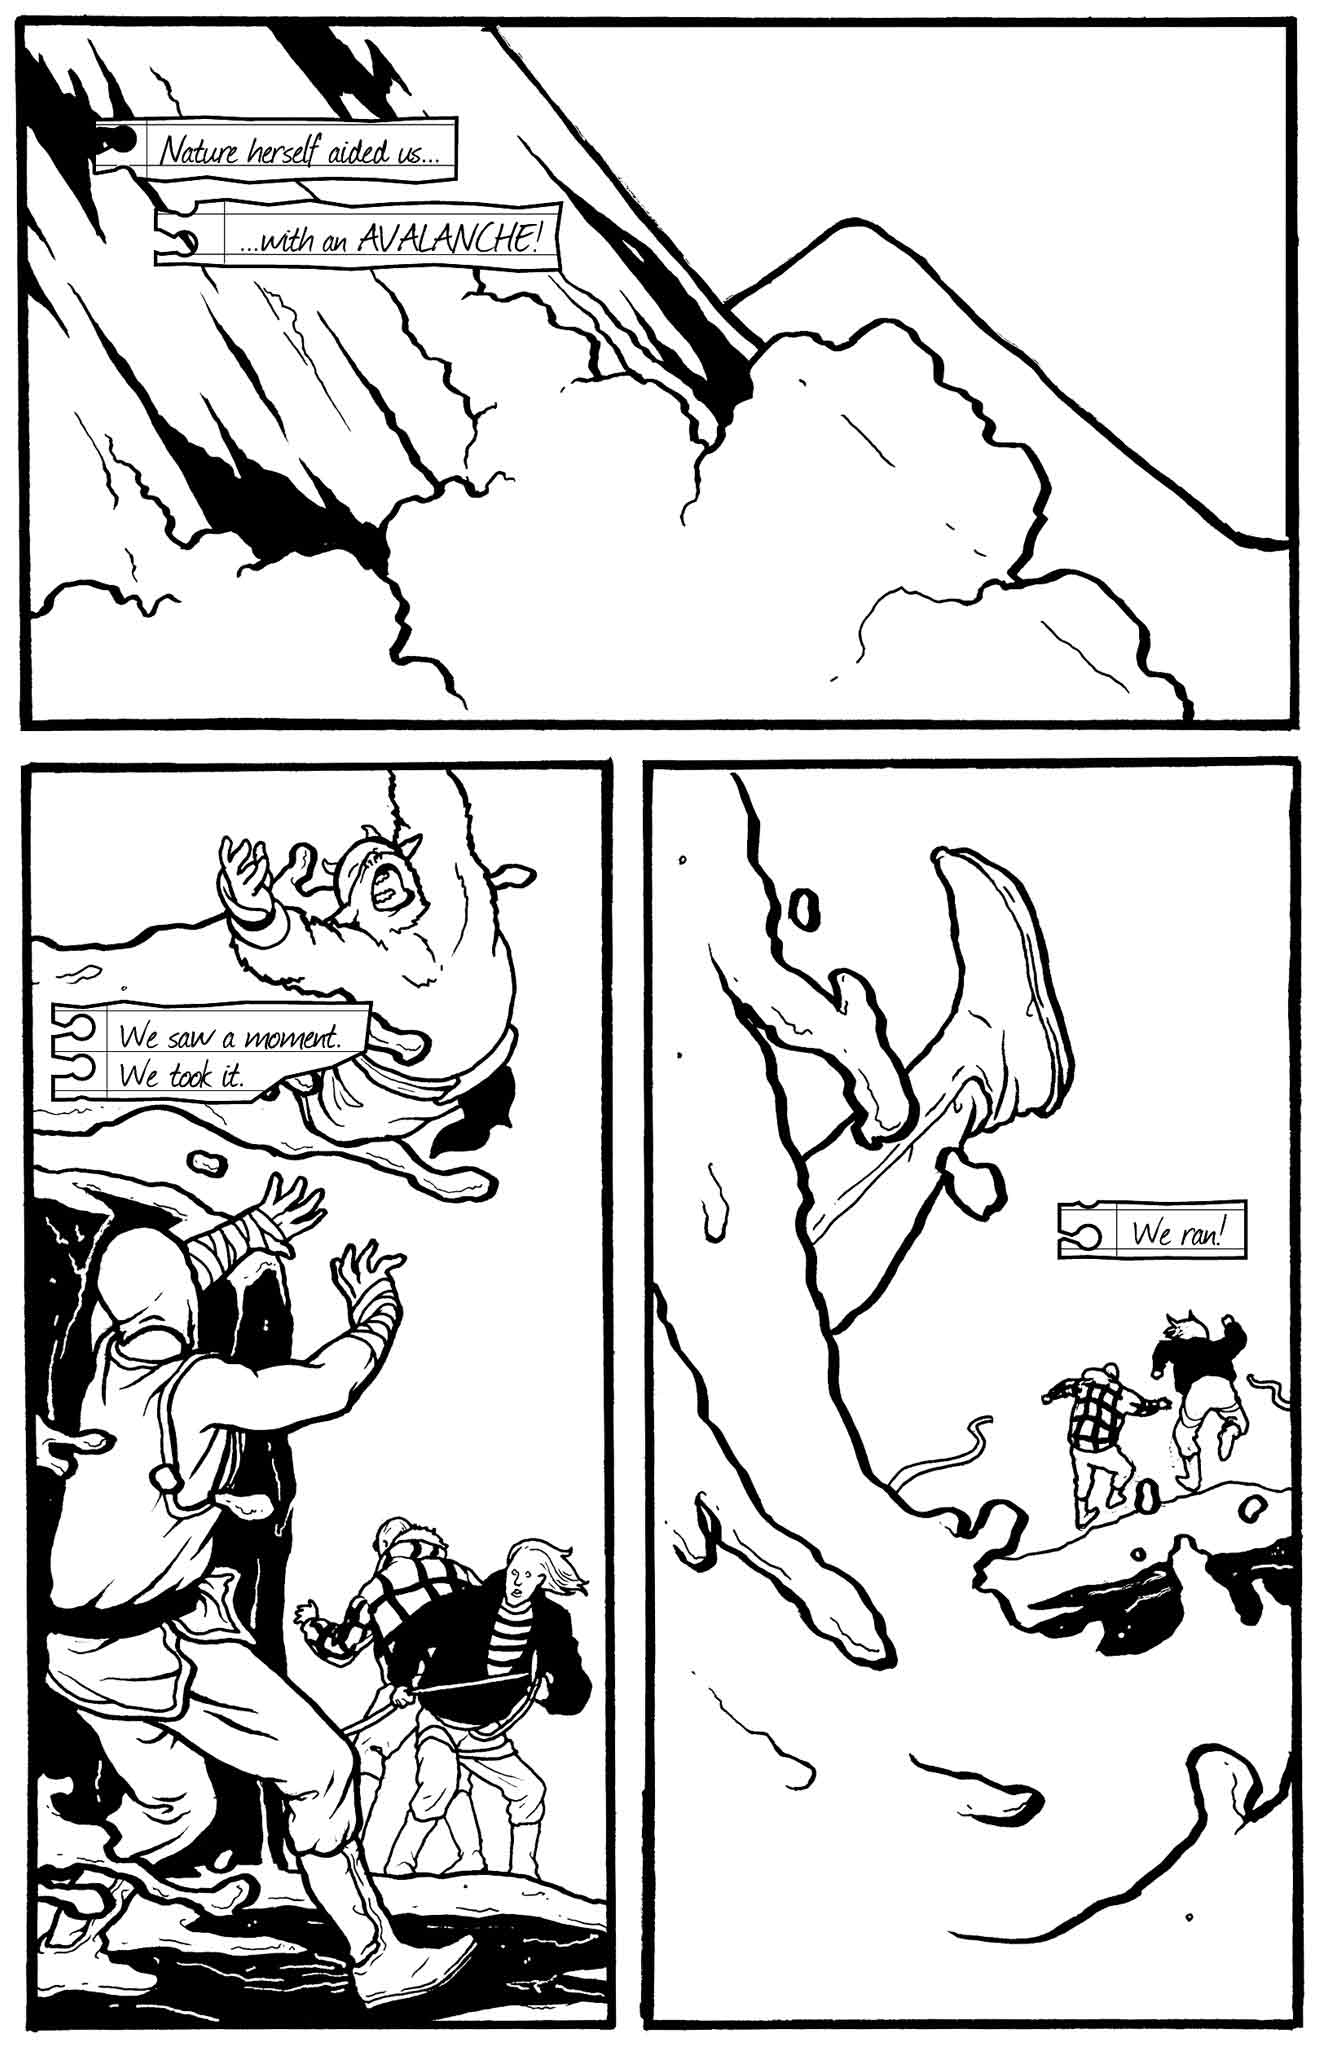 Nature herself aided us...
...with an AVALANCHE!
We saw a moment.
We took it.
We ran!